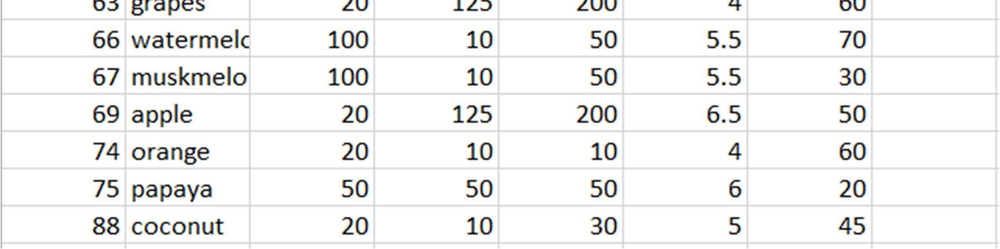 63 grapes 20 125 200 4 60
66 watermelo 100 10 50 5.5 70
67 muskmelo 100 10 50 5.5 30
69 apple 20 125 200 6.5 50
74 orange 20 10 10 4 60
75 papaya 50 50 50 6 20
88 coconut 20 10 30 5 45